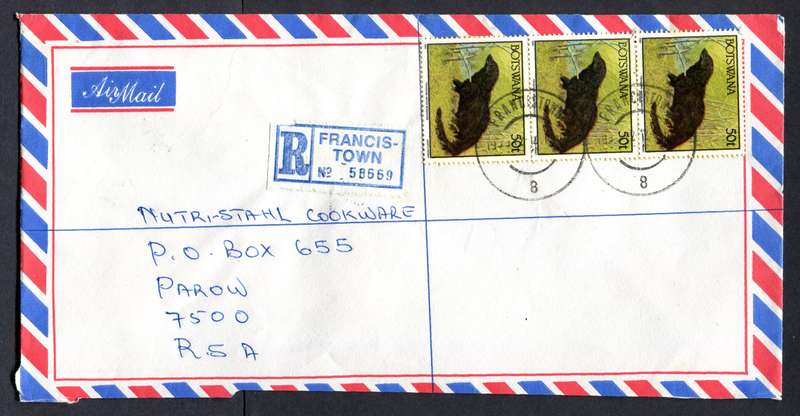 Air Mail
R
FRANCIS-
TOWN
No 58669
BOTSWANA
50t
BOTSWANA
50t
BOTSWANA
50t
8
8
NUTRI-STAHL COOKWARE
P.O. BOX 655
PAROW
7500
R.S A